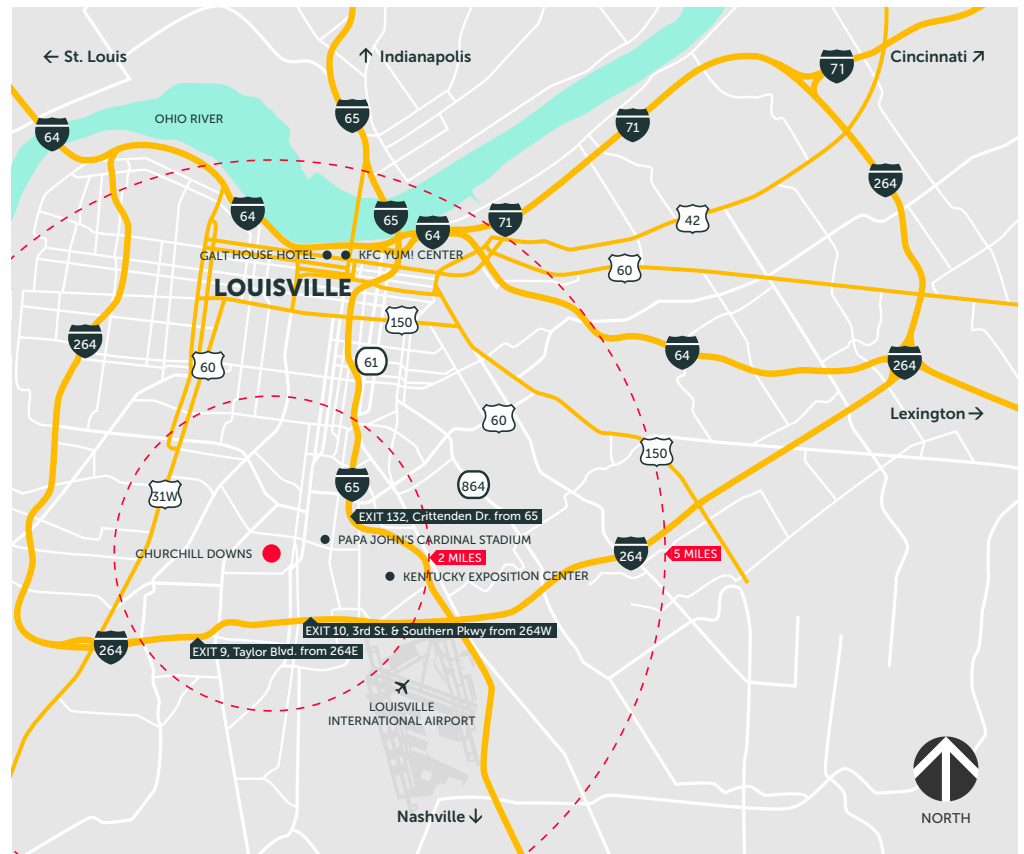 ← St. Louis
↑ Indianapolis
Cincinnati ↗
71
65
OHIO RIVER
71
64
264
64
65
71
42
64
GALT HOUSE HOTEL
KFC YUM! CENTER
60
LOUISVILLE
150
264
61
64
264
60
Lexington →
60
150
31W
65
864
EXIT 132, Crittenden Dr. from 65
PAPA JOHN'S CARDINAL STADIUM
CHURCHILL DOWNS
2 MILES
264
5 MILES
KENTUCKY EXPOSITION CENTER
EXIT 10, 3rd St. & Southern Pkwy from 264W
264
EXIT 9, Taylor Blvd. from 264E
LOUISVILLE
INTERNATIONAL AIRPORT
Nashville ↓
NORTH